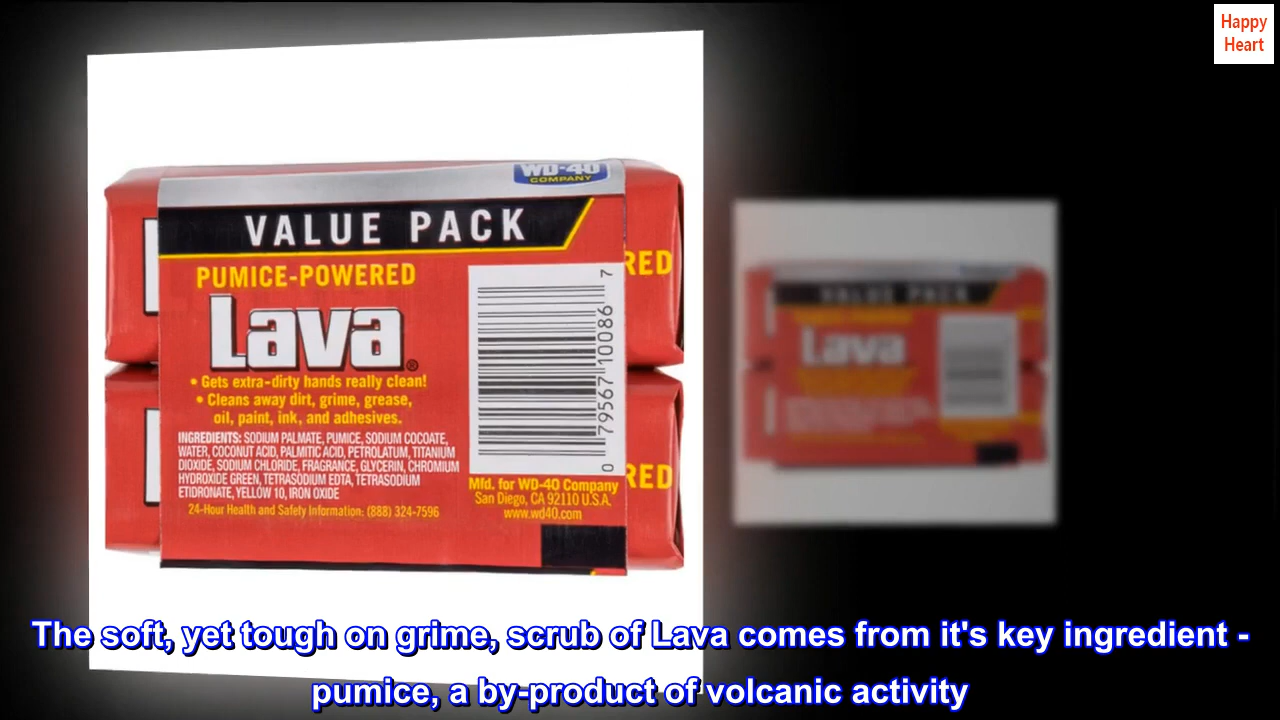 Happy
Heart
WD-40
COMPANY
VALUE PACK
PUMICE-POWERED
RED
Lava®
• Gets extra-dirty hands really clean!
• Cleans away dirt, grime, grease,
oil, paint, ink, and adhesives.
INGREDIENTS: SODIUM PALMATE, PUMICE, SODIUM COCOATE,
WATER, COCONUT ACID, PALMITIC ACID, PETROLATUM, TITANIUM
DIOXIDE, SODIUM CHLORIDE, FRAGRANCE, GLYCERIN, CHROMIUM
HYDROXIDE GREEN, TETRASODIUM EDTA, TETRASODIUM
ETIDRONATE, YELLOW 10, IRON OXIDE
24-Hour Health and Safety Information: (888) 324-7596
0 79567 10086 7
RED
Mfd. for WD-40 Company
San Diego, CA 92110 U.S.A.
www.wd40.com
VALUE PACK
Lava
The soft, yet tough on grime, scrub of Lava comes from it's key ingredient -
pumice, a by-product of volcanic activity